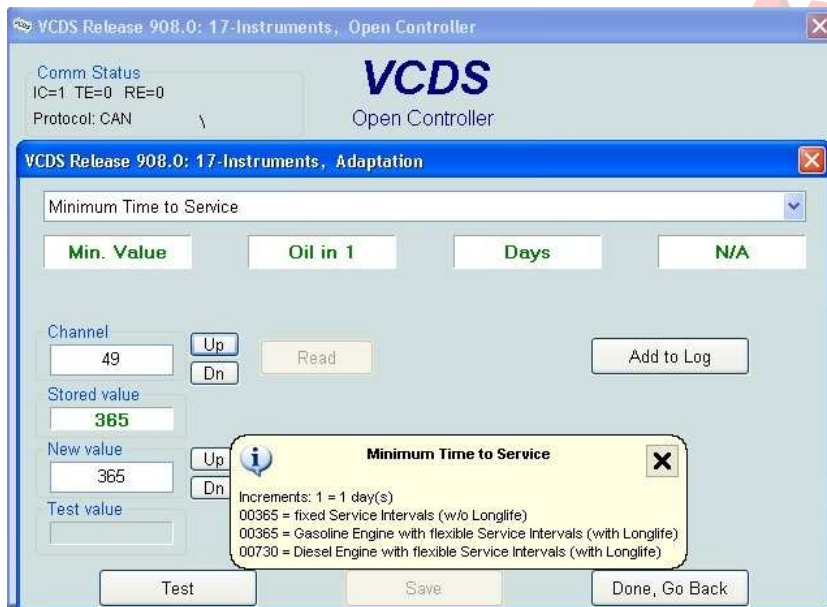 VCDS Release 908.0: 17-Instruments, Open Controller
Comm Status
IC=1 TE=0 RE=0
Protocol: CAN \
VCDS
Open Controller
VCDS Release 908.0: 17-Instruments, Adaptation
Minimum Time to Service
Min. Value Oil in 1 Days N/A
Channel
49
Up
Dn
Read
Add to Log
Stored value
365
New value
365
Up
Dn
Test value
Minimum Time to Service
Increments: 1 = 1 day(s)
00365 = fixed Service Intervals (w/o Longlife)
00365 = Gasoline Engine with flexible Service Intervals (with Longlife)
00730 = Diesel Engine with flexible Service Intervals (with Longlife)
Test Save Done, Go Back